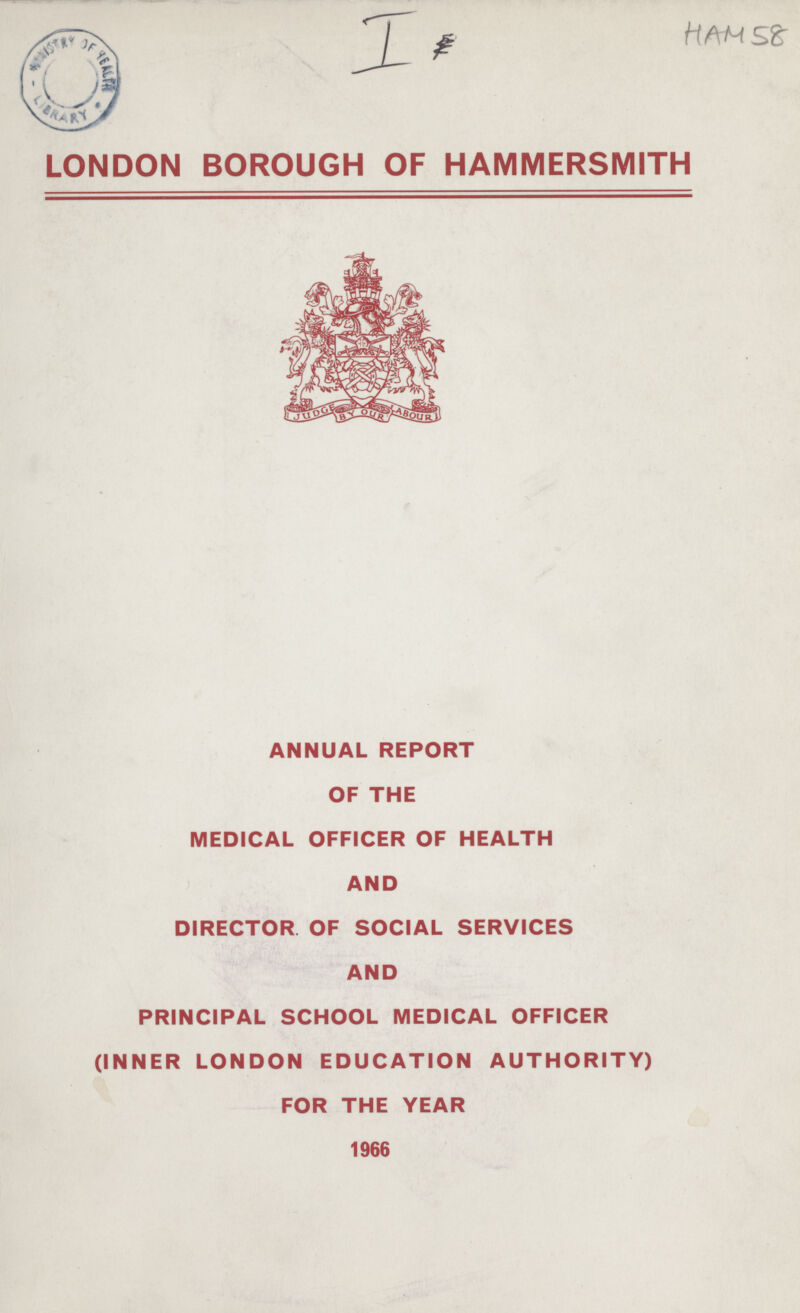 MINISTRY OF HEALTH
LIBRARY
I
HAM 58
LONDON BOROUGH OF HAMMERSMITH
JUDGE BY OUR LABOUR
ANNUAL REPORT
OF THE
MEDICAL OFFICER OF HEALTH
AND
DIRECTOR OF SOCIAL SERVICES
AND
PRINCIPAL SCHOOL MEDICAL OFFICER
(INNER LONDON EDUCATION AUTHORITY)
FOR THE YEAR
1966